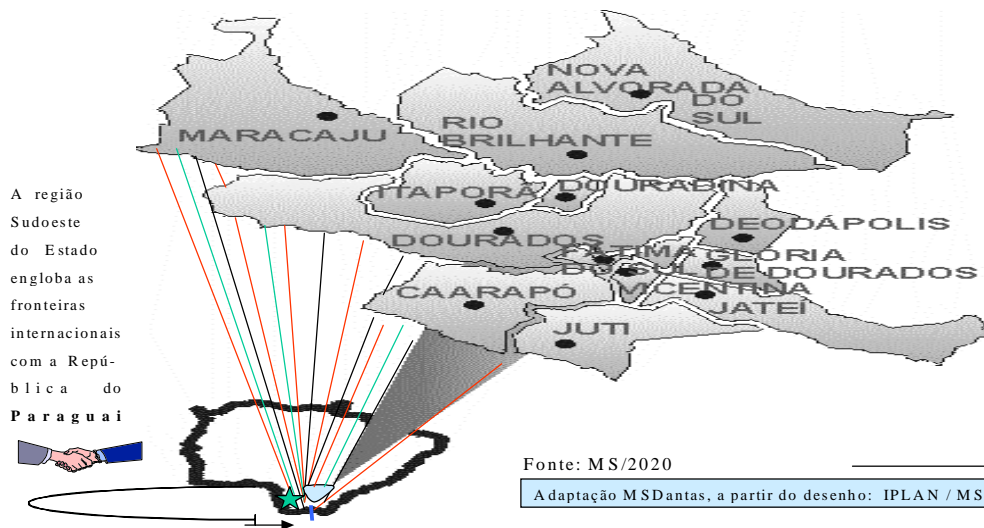 NOVA
ALVORADA
DO
SUL
MARACAJU
RIO
BRILHANTE
ITAPORÃ
DOURADINA
DEODÁPOLIS
DOURADOS
FÁTIMA
DO SUL
GLÓRIA
DE DOURADOS
VICENTINA
CAARAPÓ
JATEÍ
JUTI
A região
Sudoeste
do Estado
engloba as
fronteiras
internacionais
com a Repú-
blica do
Paraguai
Fonte: MS/2020
Adaptação MSDantas, a partir do desenho: IPLAN / MS